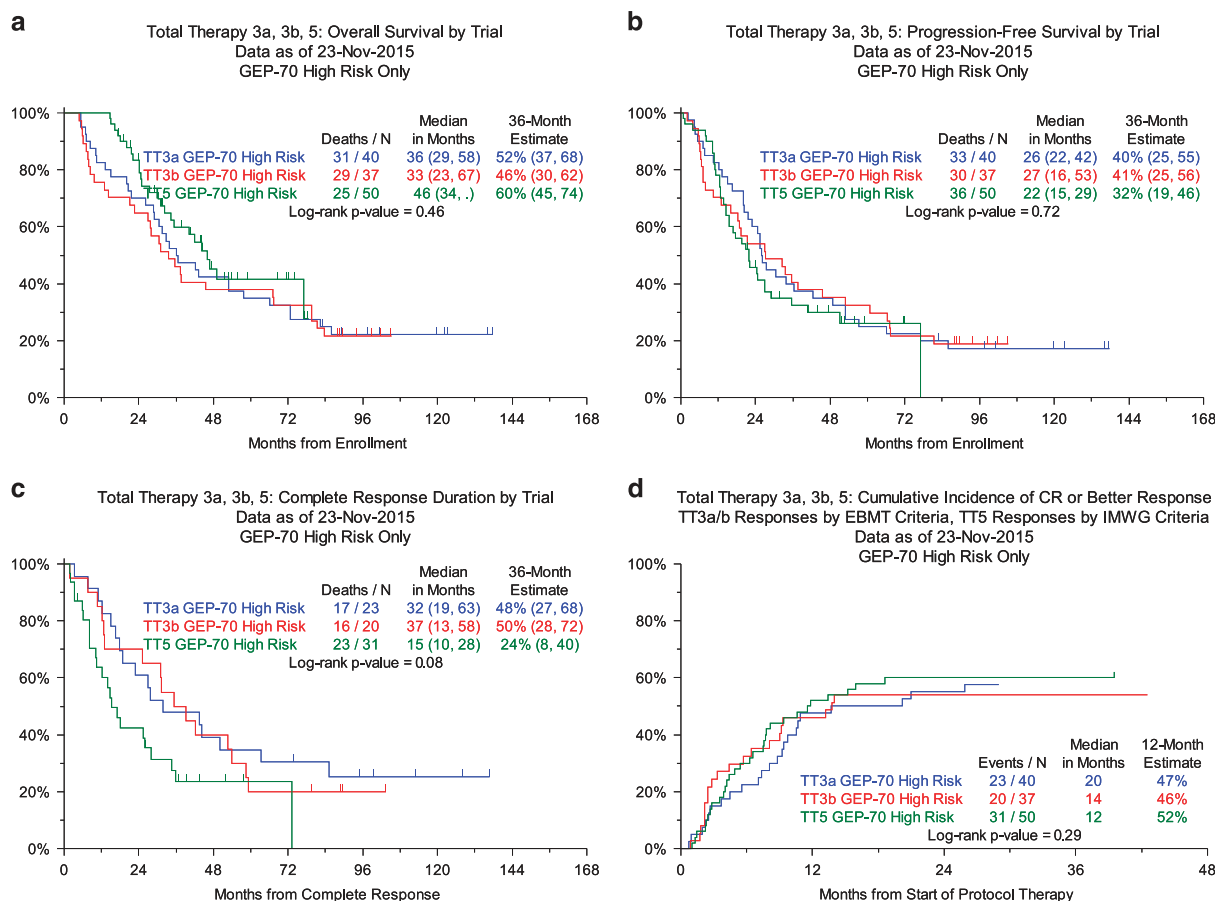 a
Total Therapy 3a, 3b, 5: Overall Survival by Trial
Data as of 23-Nov-2015
GEP-70 High Risk Only
100%
80%
60%
40%
20%
0%
Deaths / N Median in Months 36-Month Estimate
TT3a GEP-70 High Risk 31 / 40 36 (29, 58) 52% (37, 68)
TT3b GEP-70 High Risk 29 / 37 33 (23, 67) 46% (30, 62)
TT5 GEP-70 High Risk 25 / 50 46 (34, .) 60% (45, 74)
Log-rank p-value = 0.46
0 24 48 72 96 120 144 168
Months from Enrollment
b
Total Therapy 3a, 3b, 5: Progression-Free Survival by Trial
Data as of 23-Nov-2015
GEP-70 High Risk Only
100%
80%
60%
40%
20%
0%
Deaths / N Median in Months 36-Month Estimate
TT3a GEP-70 High Risk 33 / 40 26 (22, 42) 40% (25, 55)
TT3b GEP-70 High Risk 30 / 37 27 (16, 53) 41% (25, 56)
TT5 GEP-70 High Risk 36 / 50 22 (15, 29) 32% (19, 46)
Log-rank p-value = 0.72
0 24 48 72 96 120 144 168
Months from Enrollment
c
Total Therapy 3a, 3b, 5: Complete Response Duration by Trial
Data as of 23-Nov-2015
GEP-70 High Risk Only
100%
80%
60%
40%
20%
0%
Deaths / N Median in Months 36-Month Estimate
TT3a GEP-70 High Risk 17 / 23 32 (19, 63) 48% (27, 68)
TT3b GEP-70 High Risk 16 / 20 37 (13, 58) 50% (28, 72)
TT5 GEP-70 High Risk 23 / 31 15 (10, 28) 24% (8, 40)
Log-rank p-value = 0.08
0 24 48 72 96 120 144 168
Months from Complete Response
d
Total Therapy 3a, 3b, 5: Cumulative Incidence of CR or Better Response
TT3a/b Responses by EBMT Criteria, TT5 Responses by IMWG Criteria
Data as of 23-Nov-2015
GEP-70 High Risk Only
100%
80%
60%
40%
20%
0%
Events / N Median in Months 12-Month Estimate
TT3a GEP-70 High Risk 23 / 40 20 47%
TT3b GEP-70 High Risk 20 / 37 14 46%
TT5 GEP-70 High Risk 31 / 50 12 52%
Log-rank p-value = 0.29
0 12 24 36 48
Months from Start of Protocol Therapy